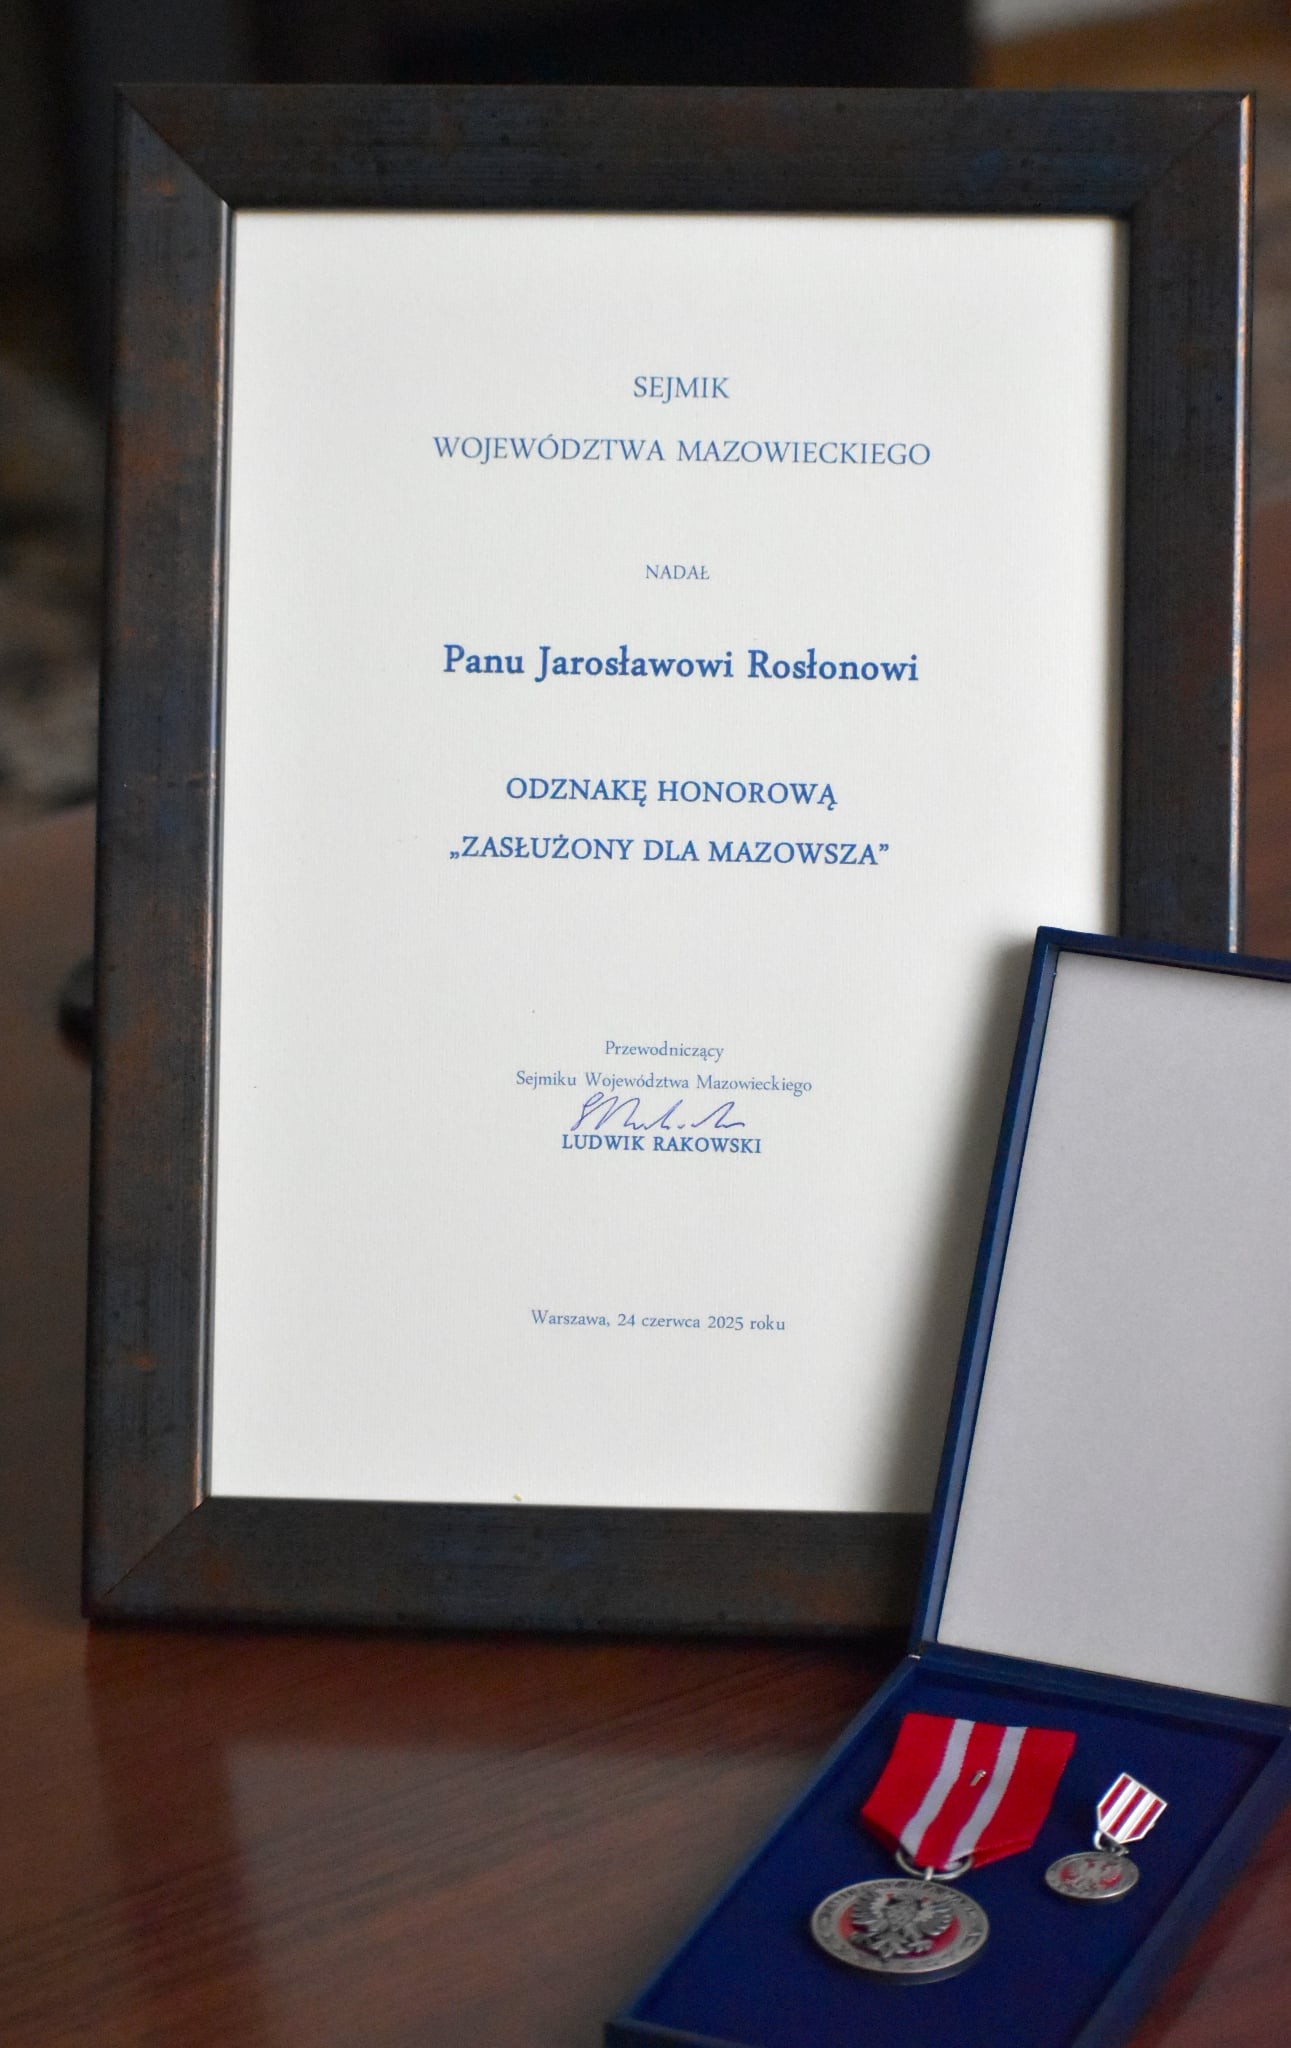 SEJMIK
WOJEWÓDZTWA MAZOWIECKIEGO
NADAŁ
Panu Jarosławowi Rosłonowi
ODZNAKĘ HONOROWĄ
„ZASŁUŻONY DLA MAZOWSZA”
Przewodniczący
Sejmiku Województwa Mazowieckiego
LUDWIK RAKOWSKI
Warszawa, 24 czerwca 2025 roku